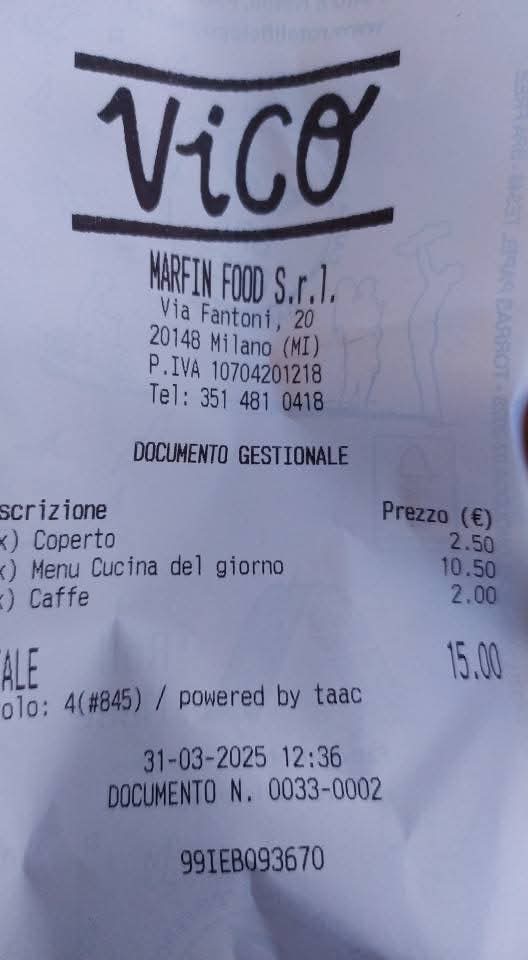 Vico
MARFIN FOOD S.r.l.
Via Fantoni, 20
20148 Milano (MI)
P.IVA 10704201218
Tel: 351 481 0418
DOCUMENTO GESTIONALE
scrizione Prezzo (€)
x) Coperto 2.50
x) Menu Cucina del giorno 10.50
x) Caffe 2.00
ALE 15.00
olo: 4(#845) / powered by taac
31-03-2025 12:36
DOCUMENTO N. 0033-0002
99IEB093670